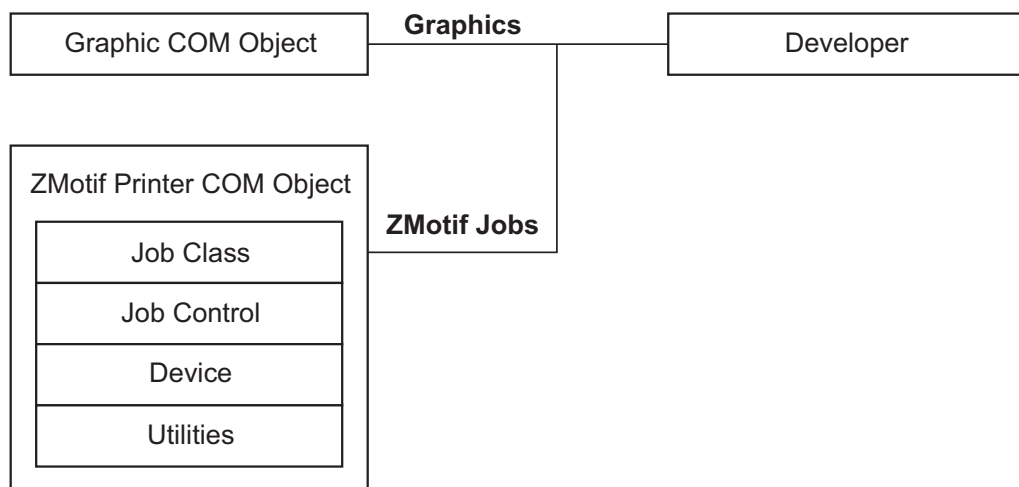 Graphic COM Object
Graphics
Developer
ZMotif Printer COM Object
ZMotif Jobs
Job Class
Job Control
Device
Utilities